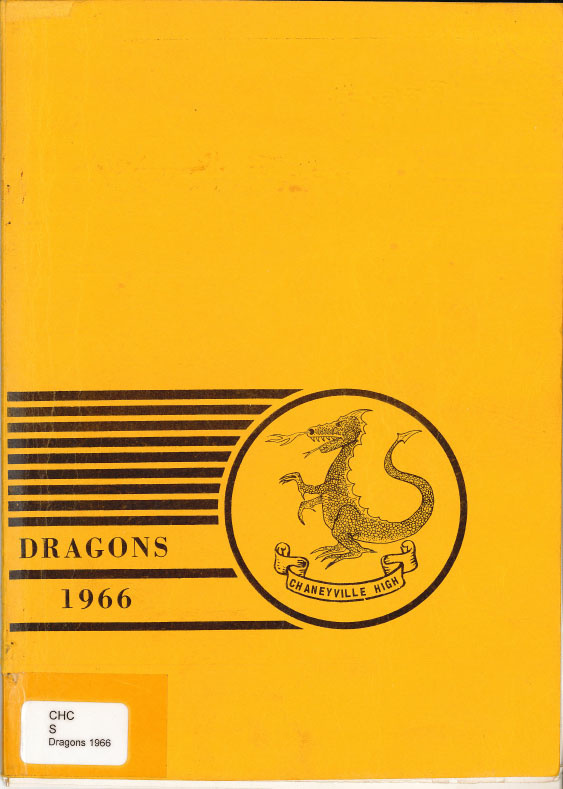 DRAGONS
1966
CHANEYVILLE HIGH
CHC
S
Dragons 1966